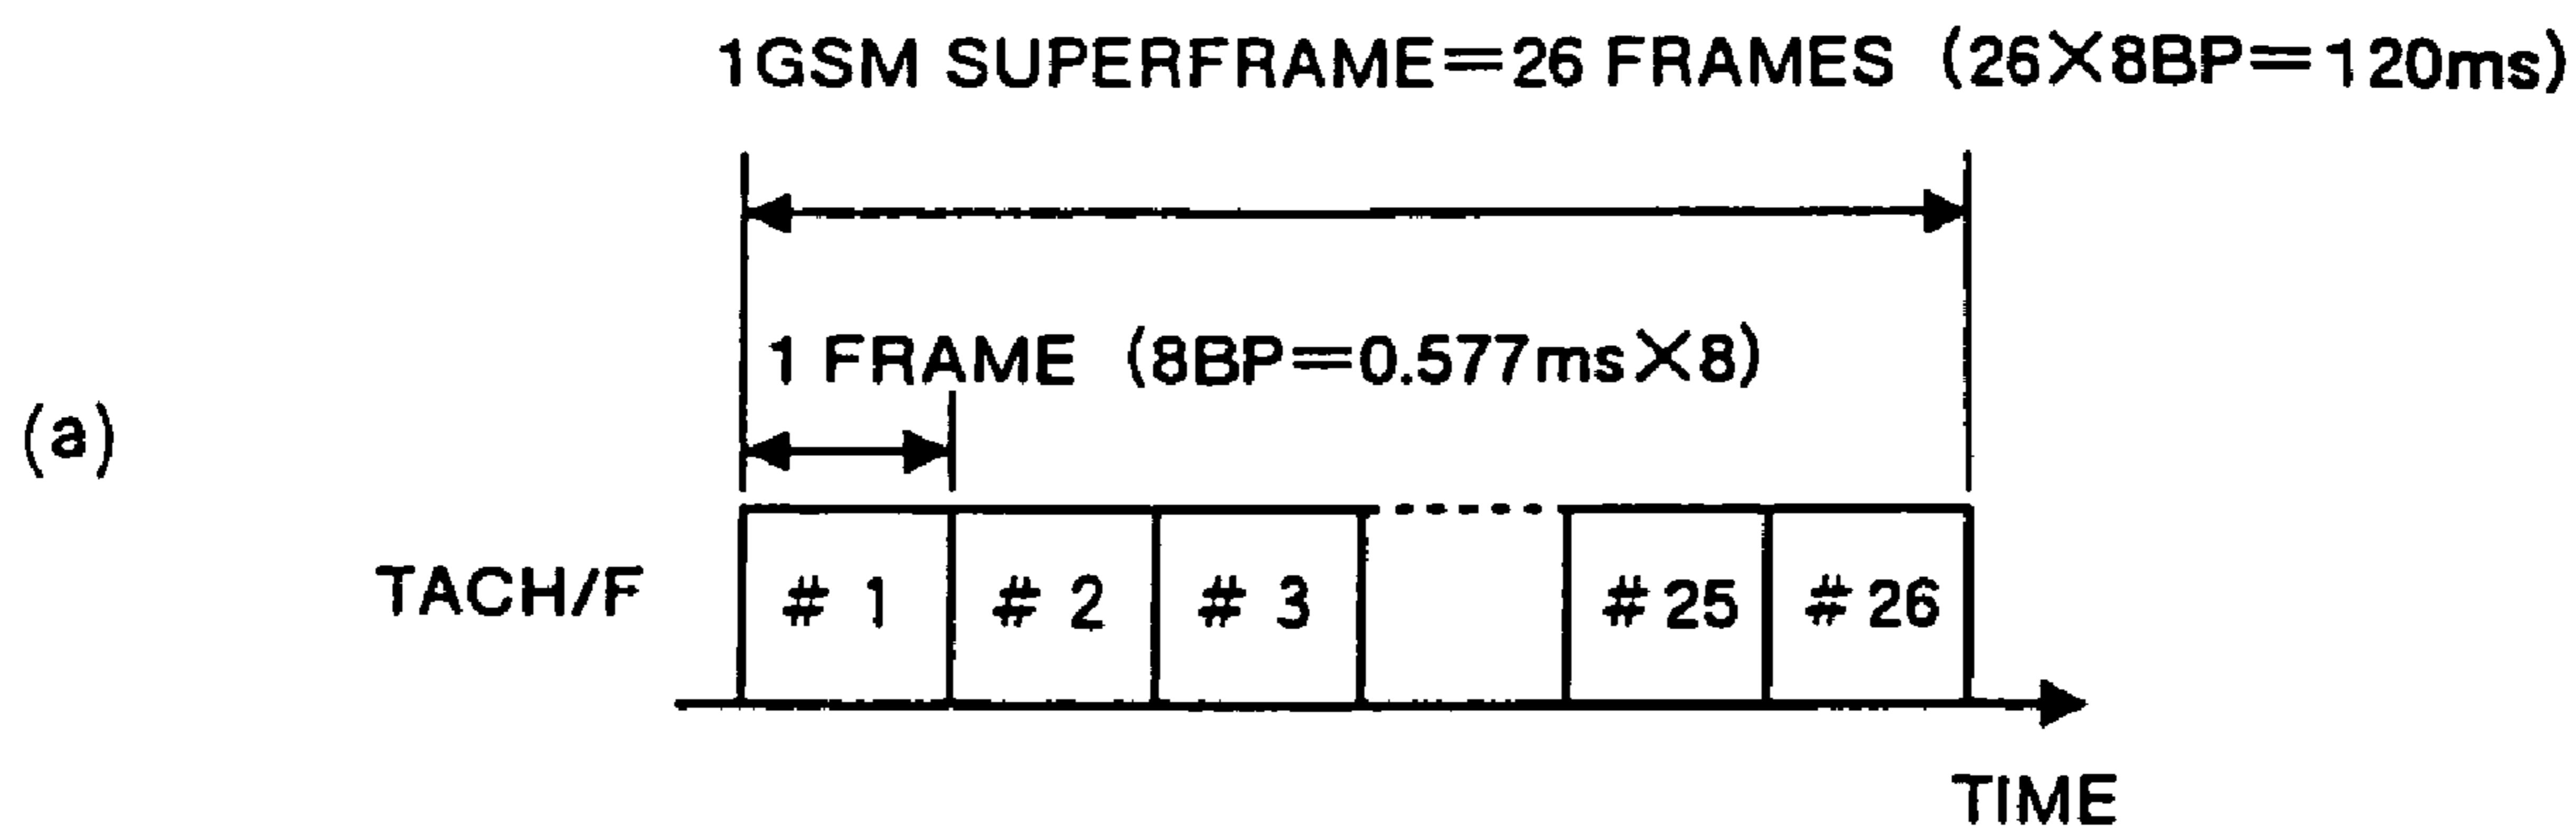 1GSM SUPERFRAME=26 FRAMES (26×8BP=120ms)
1 FRAME (8BP=0.577ms×8)
(a)
TACH/F # 1 # 2 # 3 # 25 # 26
TIME